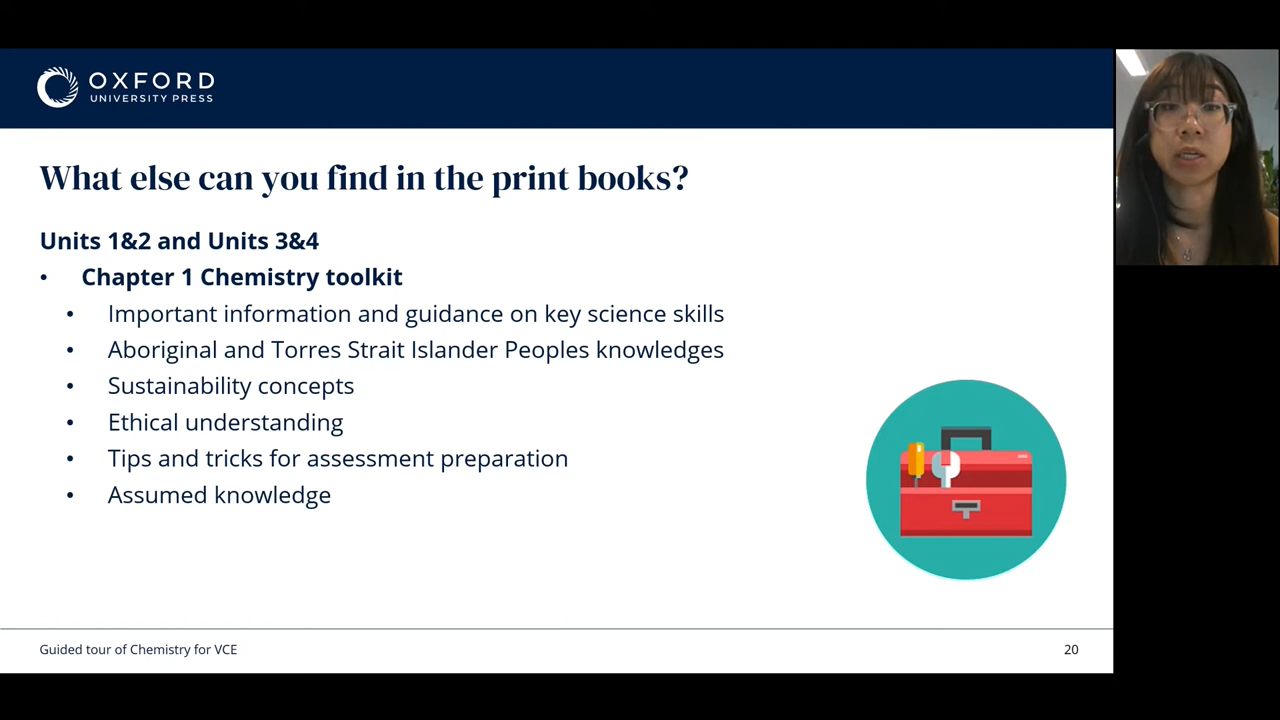 OXFORD
UNIVERSITY PRESS
What else can you find in the print books?
Units 1&2 and Units 3&4
• Chapter 1 Chemistry toolkit
• Important information and guidance on key science skills
• Aboriginal and Torres Strait Islander Peoples knowledges
• Sustainability concepts
• Ethical understanding
• Tips and tricks for assessment preparation
• Assumed knowledge
Guided tour of Chemistry for VCE
20